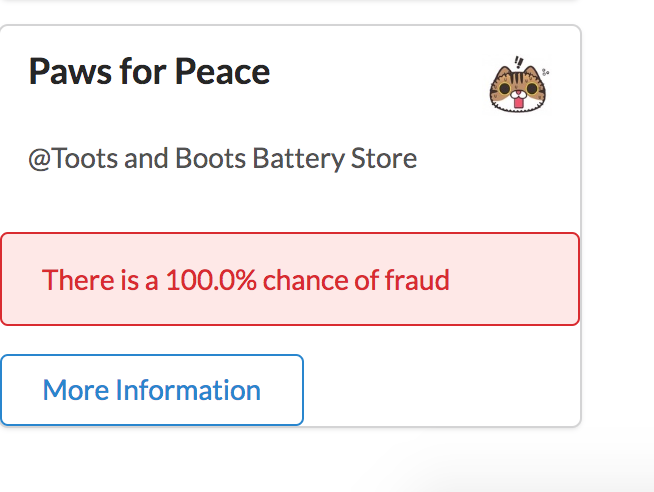 Paws for Peace
@Toots and Boots Battery Store
There is a 100.0% chance of fraud
More Information